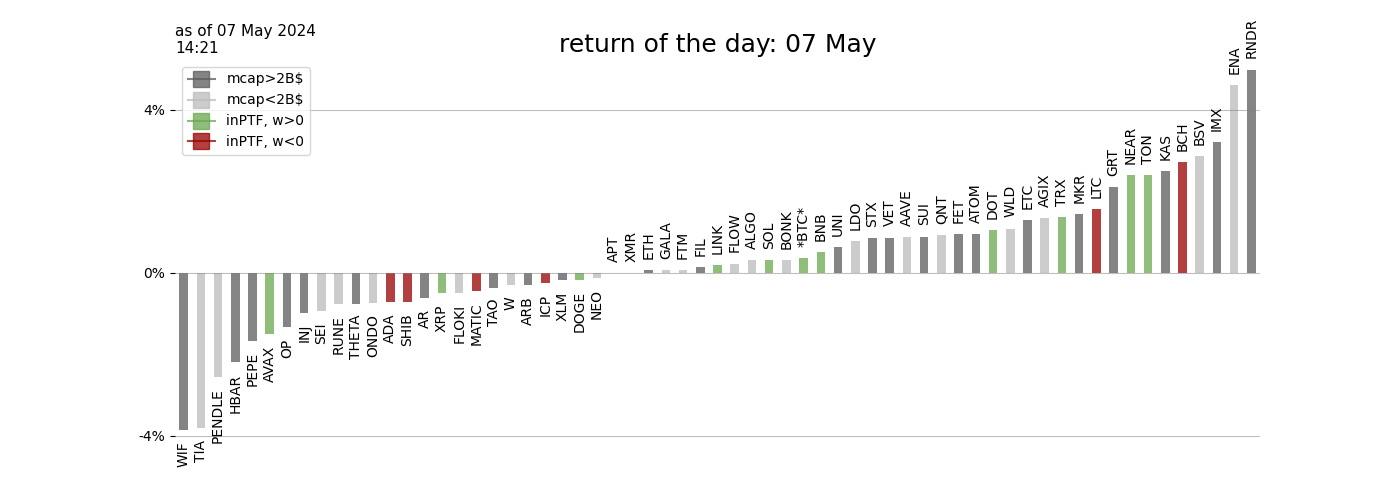 as of 07 May 2024
14:21
return of the day: 07 May
mcap>2B$
mcap<2B$
inPTF, w>0
inPTF, w<0
4%
0%
-4%
WIF
TIA
PENDLE
HBAR
PEPE
AVAX
OP
INJ
SEI
RUNE
THETA
ONDO
ADA
SHIB
AR
XRP
FLOKI
MATIC
TAO
W
ARB
ICP
XLM
DOGE
NEO
APT
XMR
ETH
GALA
FTM
FIL
LINK
FLOW
ALGO
SOL
BONK
*BTC*
BNB
UNI
LDO
STX
VET
AAVE
SUI
QNT
FET
ATOM
DOT
WLD
ETC
AGIX
TRX
MKR
LTC
GRT
NEAR
TON
KAS
BCH
BSV
IMX
ENA
RNDR